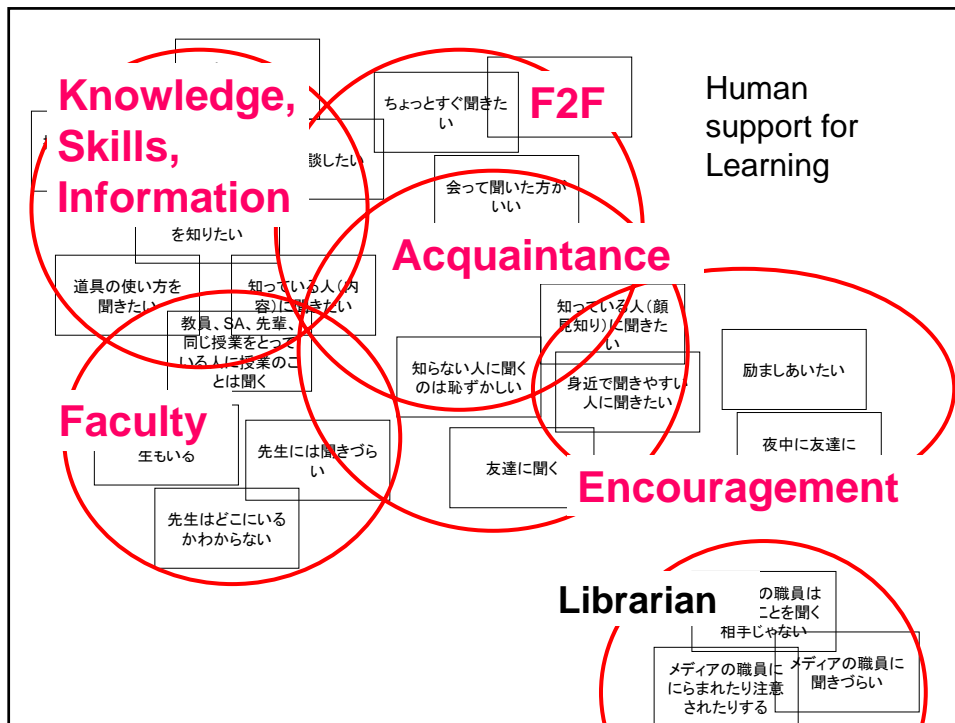 Knowledge,
Skills,
Information
談したい
を知りたい
道具の使い方を
聞きたい
知っている人(内
容)に聞きたい
ちょっとすぐ聞きた
い
F2F
会って聞いた方が
いい
Human
support for
Learning
Acquaintance
知っている人(顔
見知り)に聞きた
い
知らない人に聞く
のは恥ずかしい
身近で聞きやすい
人に聞きたい
友達に聞く
教員、SA、先輩、
同じ授業をとって
いる人に授業のこ
とは聞く
Faculty
生もいる
先生には聞きづら
い
先生はどこにいる
かわからない
励ましあいたい
夜中に友達に
Encouragement
Librarian
の職員は
ことを聞く
相手じゃない
メディアの職員に
にらまれたり注意
されたりする
メディアの職員に
聞きづらい